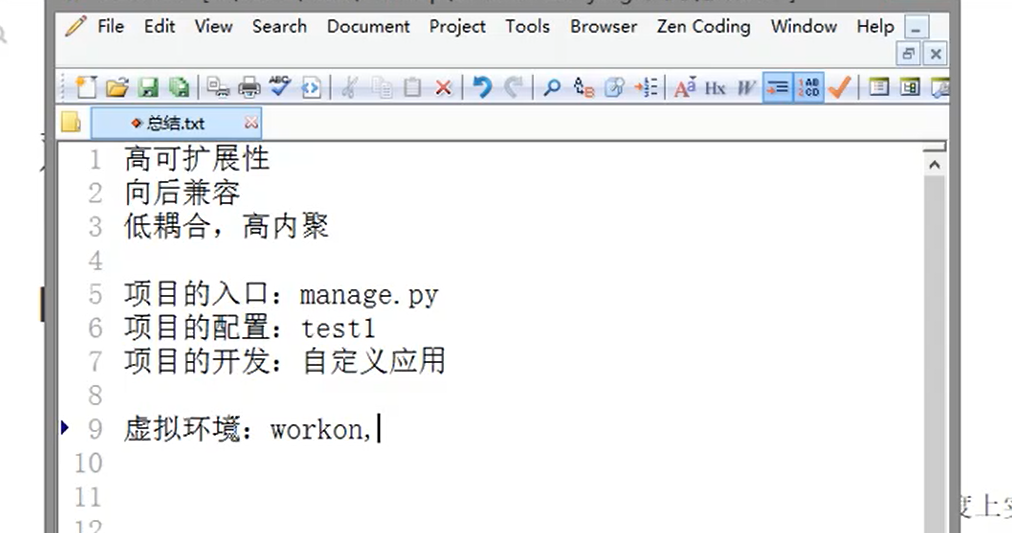 File Edit View Search Document Project Tools Browser Zen Coding Window Help
总结.txt
1 高可扩展性
2 向后兼容
3 低耦合，高内聚
4
5 项目的入口：manage.py
6 项目的配置：test1
7 项目的开发：自定义应用
8
9 虚拟环境：workon,
10
11
12
度上实